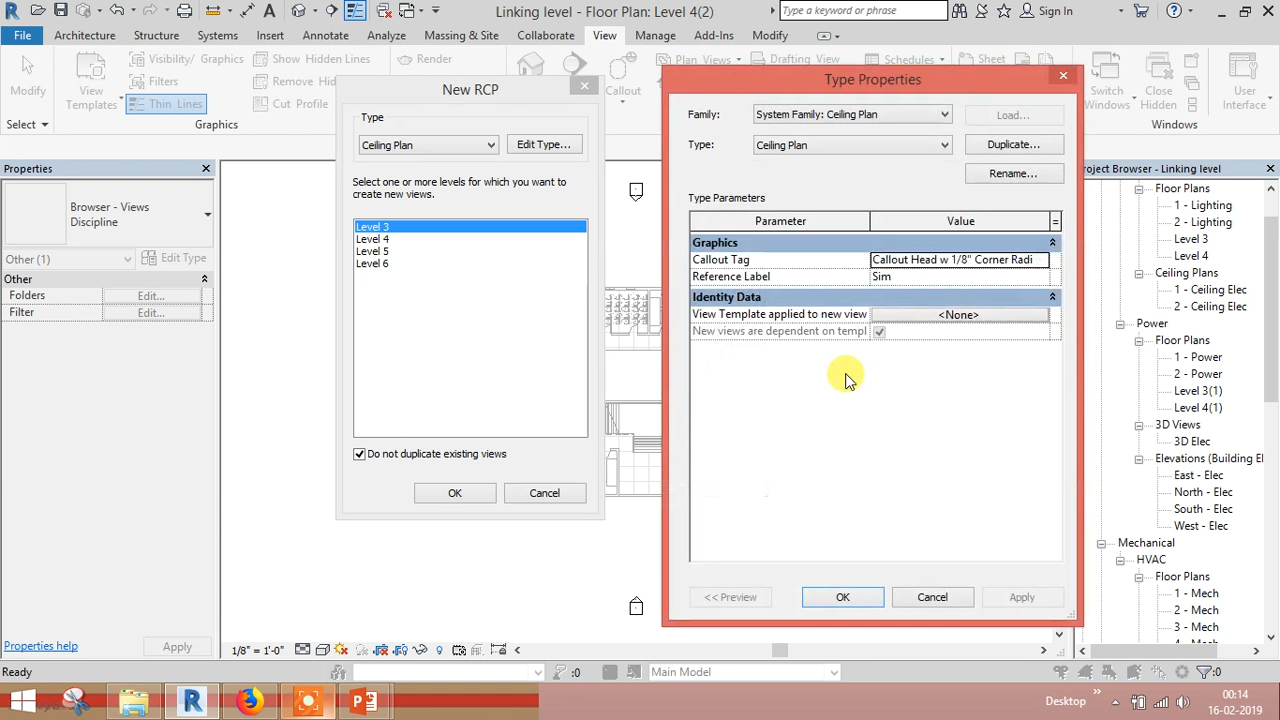 Linking level - Floor Plan: Level 4(2)
Type a keyword or phrase
Sign In
File
Architecture
Structure
Systems
Insert
Annotate
Analyze
Massing & Site
Collaborate
View
Manage
Add-Ins
Modify
Modify
View
Templates
Visibility/ Graphics
Filters
Thin Lines
Show Hidden Lines
Remove Hid
Cut Profile
Render
Callout
Plan Views
Drafting View
Schedules
Sheet
Switch
Windows
Close
Hidden
User
Interface
Select
Graphics
Windows
Properties
Browser - Views
Discipline
Other (1)
Edit Type
Other
Folders
Edit...
Filter
Edit...
Properties help
Apply
New RCP
Type
Ceiling Plan
Edit Type...
Select one or more levels for which you want to
create new views.
Level 3
Level 4
Level 5
Level 6
Do not duplicate existing views
OK
Cancel
Type Properties
Family:
System Family: Ceiling Plan
Load...
Type:
Ceiling Plan
Duplicate...
Rename...
Type Parameters
Parameter
Value
=
Graphics
Callout Tag
Callout Head w 1/8" Corner Radi
Reference Label
Sim
Identity Data
View Template applied to new view
<None>
New views are dependent on templ
<< Preview
OK
Cancel
Apply
roject Browser - Linking level
Floor Plans
1 - Lighting
2 - Lighting
Level 3
Level 4
Ceiling Plans
1 - Ceiling Elec
2 - Ceiling Elec
Power
Floor Plans
1 - Power
2 - Power
Level 3(1)
Level 4(1)
3D Views
3D Elec
Elevations (Building El
East - Elec
North - Elec
South - Elec
West - Elec
Mechanical
HVAC
Floor Plans
1 - Mech
2 - Mech
3 - Mech
1/8" = 1'-0"
Ready
:0
Main Model
:0
Desktop
00:14
16-02-2019